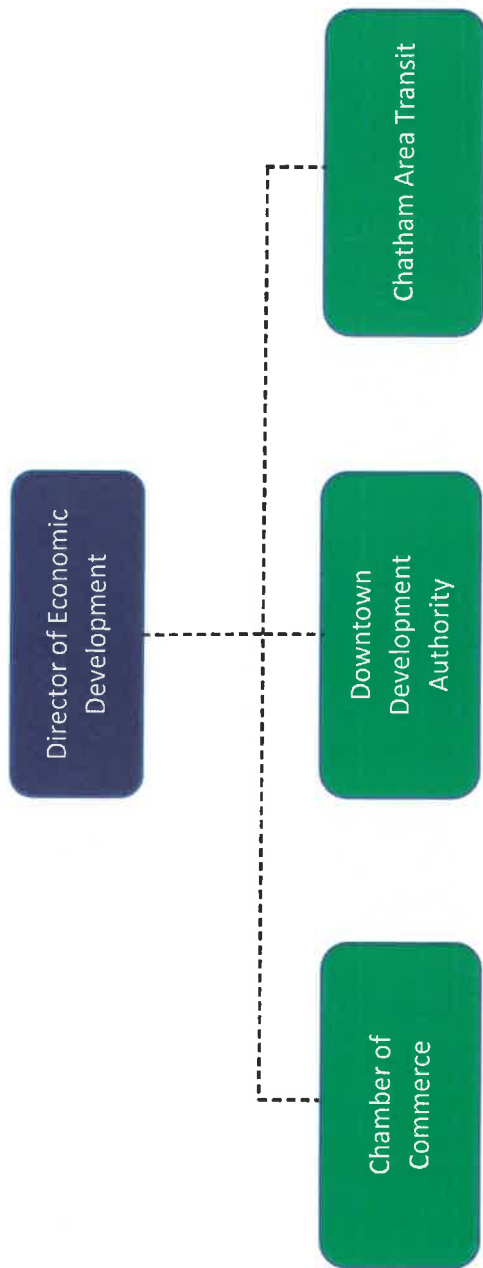 Director of Economic
Development
Chamber of
Commerce
Downtown
Development
Authority
Chatham Area Transit